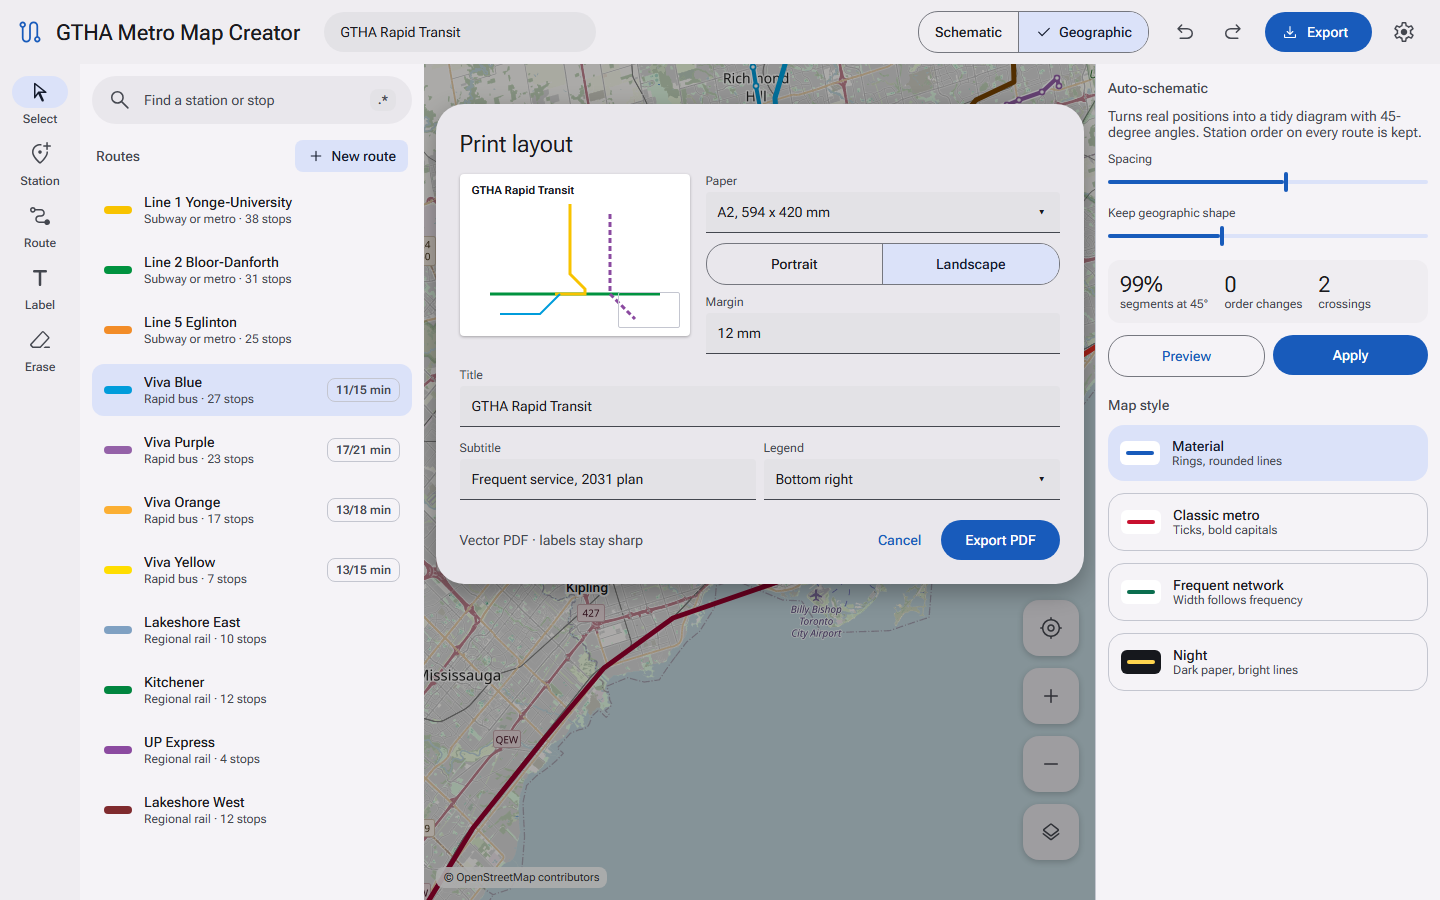 GTHA Metro Map Creator
GTHA Rapid Transit
Schematic
Geographic
Export
Select
Station
Route
Label
Erase
Find a station or stop
.*
Routes
New route
Line 1 Yonge-University
Subway or metro · 38 stops
Line 2 Bloor-Danforth
Subway or metro · 31 stops
Line 5 Eglinton
Subway or metro · 25 stops
Viva Blue
Rapid bus · 27 stops
11/15 min
Viva Purple
Rapid bus · 23 stops
17/21 min
Viva Orange
Rapid bus · 17 stops
13/18 min
Viva Yellow
Rapid bus · 7 stops
13/15 min
Lakeshore East
Regional rail · 10 stops
Kitchener
Regional rail · 12 stops
UP Express
Regional rail · 4 stops
Lakeshore West
Regional rail · 12 stops
Richmond
Hill
Print layout
GTHA Rapid Transit
Paper
A2, 594 x 420 mm
Portrait
Landscape
Margin
12 mm
Title
GTHA Rapid Transit
Subtitle
Frequent service, 2031 plan
Legend
Bottom right
Vector PDF · labels stay sharp
Cancel
Export PDF
Kipling
427
Billy Bishop
Toronto
City Airport
Mississauga
QEW
© OpenStreetMap contributors
Auto-schematic
Turns real positions into a tidy diagram with 45-
degree angles. Station order on every route is kept.
Spacing
Keep geographic shape
99%
segments at 45°
0
order changes
2
crossings
Preview
Apply
Map style
Material
Rings, rounded lines
Classic metro
Ticks, bold capitals
Frequent network
Width follows frequency
Night
Dark paper, bright lines